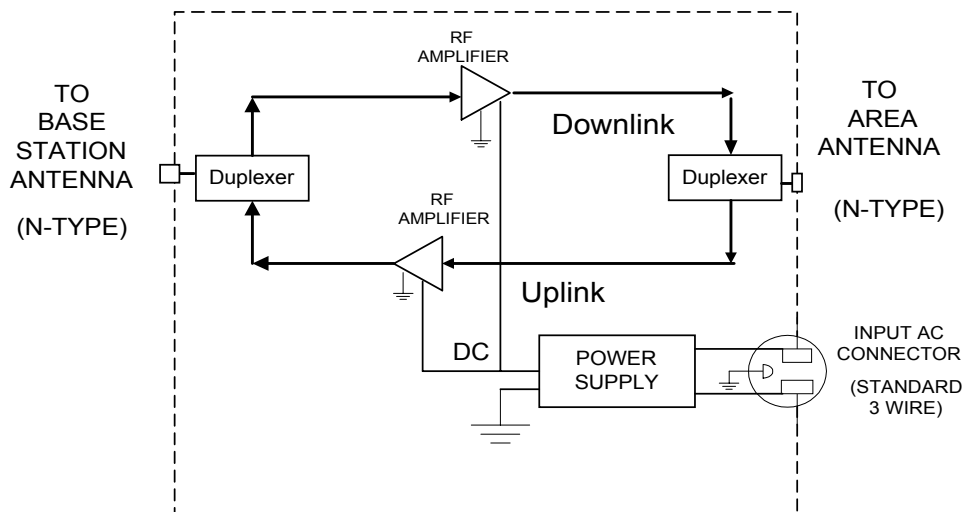 RF
AMPLIFIER
TO
BASE
STATION
ANTENNA
(N-TYPE)
Duplexer
Downlink
Duplexer
TO
AREA
ANTENNA
(N-TYPE)
RF
AMPLIFIER
Uplink
DC
POWER
SUPPLY
INPUT AC
CONNECTOR
(STANDARD
3 WIRE)